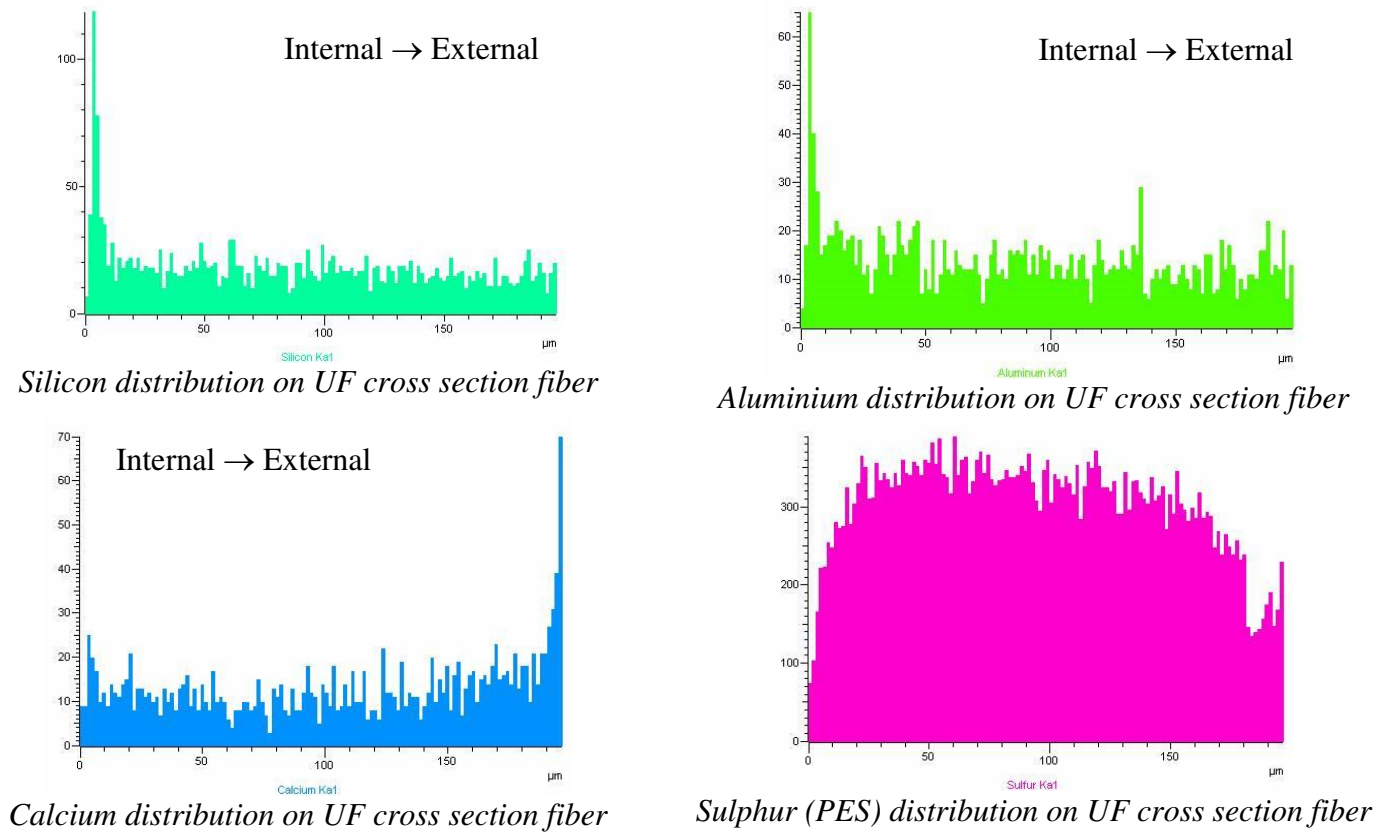 Internal → External
100
50
0
0
50
100
150
µm
Silicon Ka1
Silicon distribution on UF cross section fiber
Internal → External
60
50
40
30
20
10
0
0
50
100
150
µm
Aluminum Ka1
Aluminium distribution on UF cross section fiber
Internal → External
70
60
50
40
30
20
10
0
0
50
100
150
µm
Calcium Ka1
Calcium distribution on UF cross section fiber
300
200
100
0
0
50
100
150
µm
Sulfur Ka1
Sulphur (PES) distribution on UF cross section fiber